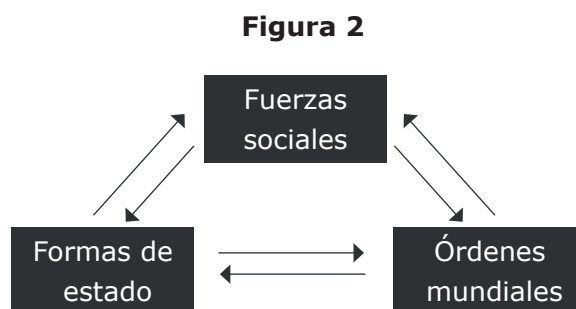 Figura 2
Fuerzas
sociales
Formas de
estado
Órdenes
mundiales